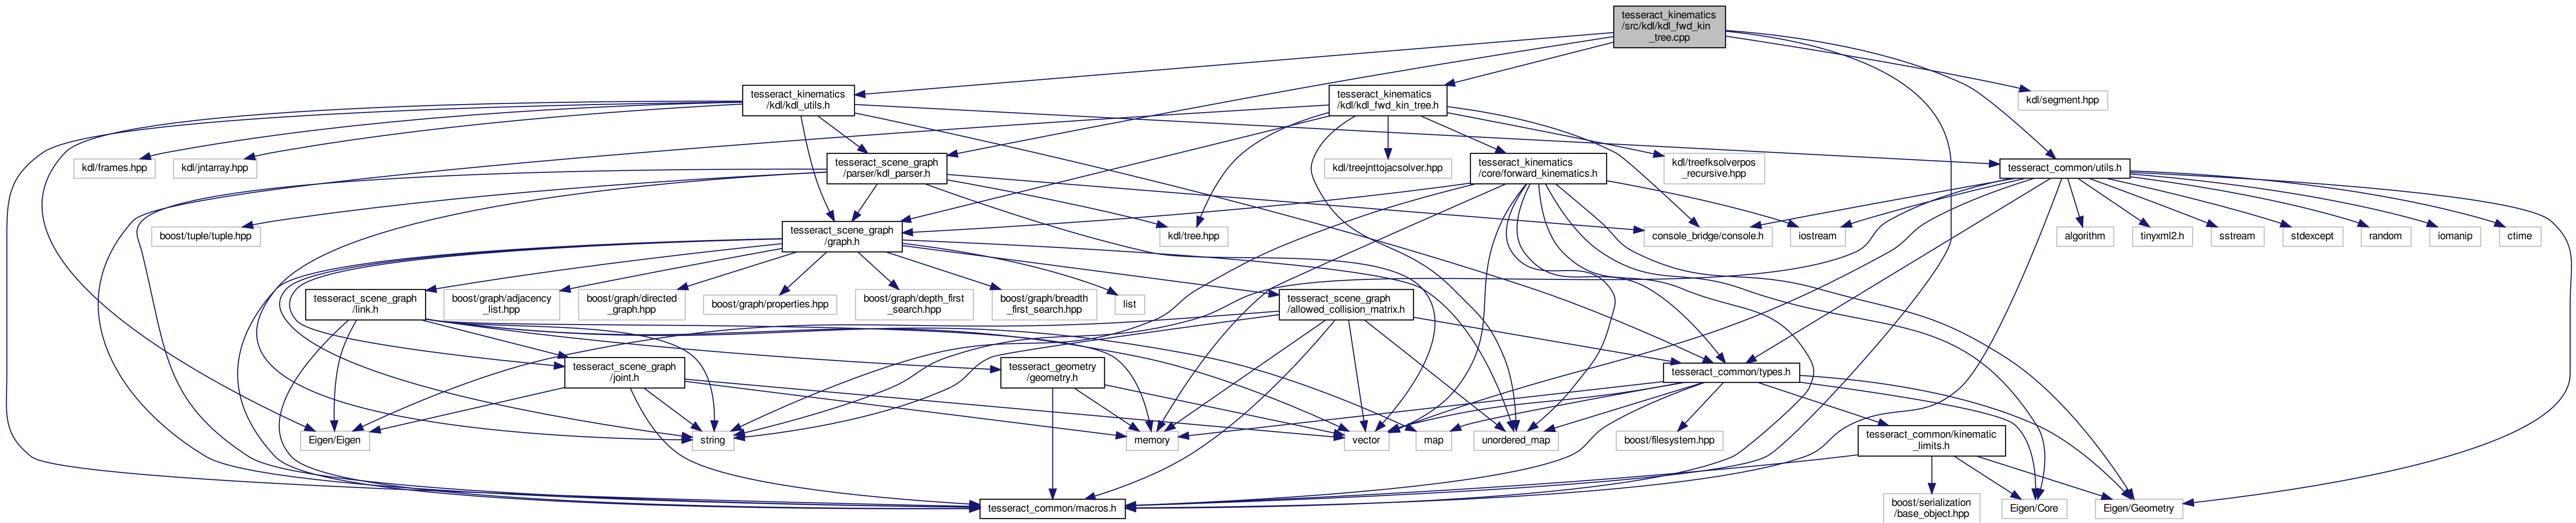 tesseract_kinematics
/src/kdl/kdl_fwd_kin
_tree.cpp
tesseract_kinematics
/kdl/kdl_utils.h
tesseract_kinematics
/kdl/kdl_fwd_kin_tree.h
kdl/segment.hpp
kdl/frames.hpp
kdl/jntarray.hpp
tesseract_scene_graph
/parser/kdl_parser.h
kdl/treejnttojacsolver.hpp
tesseract_kinematics
/core/forward_kinematics.h
kdl/treefksolverpos
_recursive.hpp
tesseract_common/utils.h
boost/tuple/tuple.hpp
tesseract_scene_graph
/graph.h
kdl/tree.hpp
console_bridge/console.h
iostream
algorithm
tinyxml2.h
sstream
stdexcept
random
iomanip
ctime
tesseract_scene_graph
/link.h
boost/graph/adjacency
_list.hpp
boost/graph/directed
_graph.hpp
boost/graph/properties.hpp
boost/graph/depth_first
_search.hpp
boost/graph/breadth
_first_search.hpp
list
tesseract_scene_graph
/allowed_collision_matrix.h
tesseract_scene_graph
/joint.h
tesseract_geometry
/geometry.h
tesseract_common/types.h
Eigen/Eigen
string
memory
vector
map
unordered_map
boost/filesystem.hpp
tesseract_common/kinematic
_limits.h
tesseract_common/macros.h
boost/serialization
/base_object.hpp
Eigen/Core
Eigen/Geometry